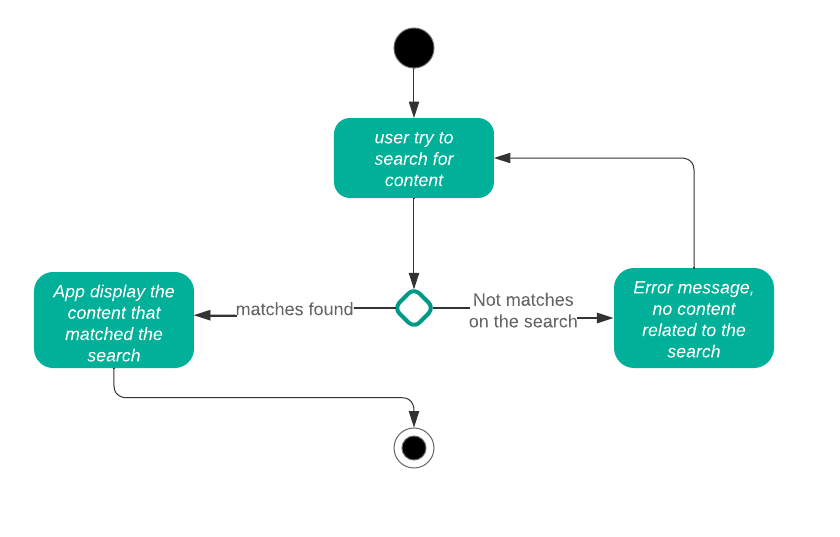 user try to
search for
content
matches found
Not matches
on the search
App display the
content that
matched the
search
Error message,
no content
related to the
search